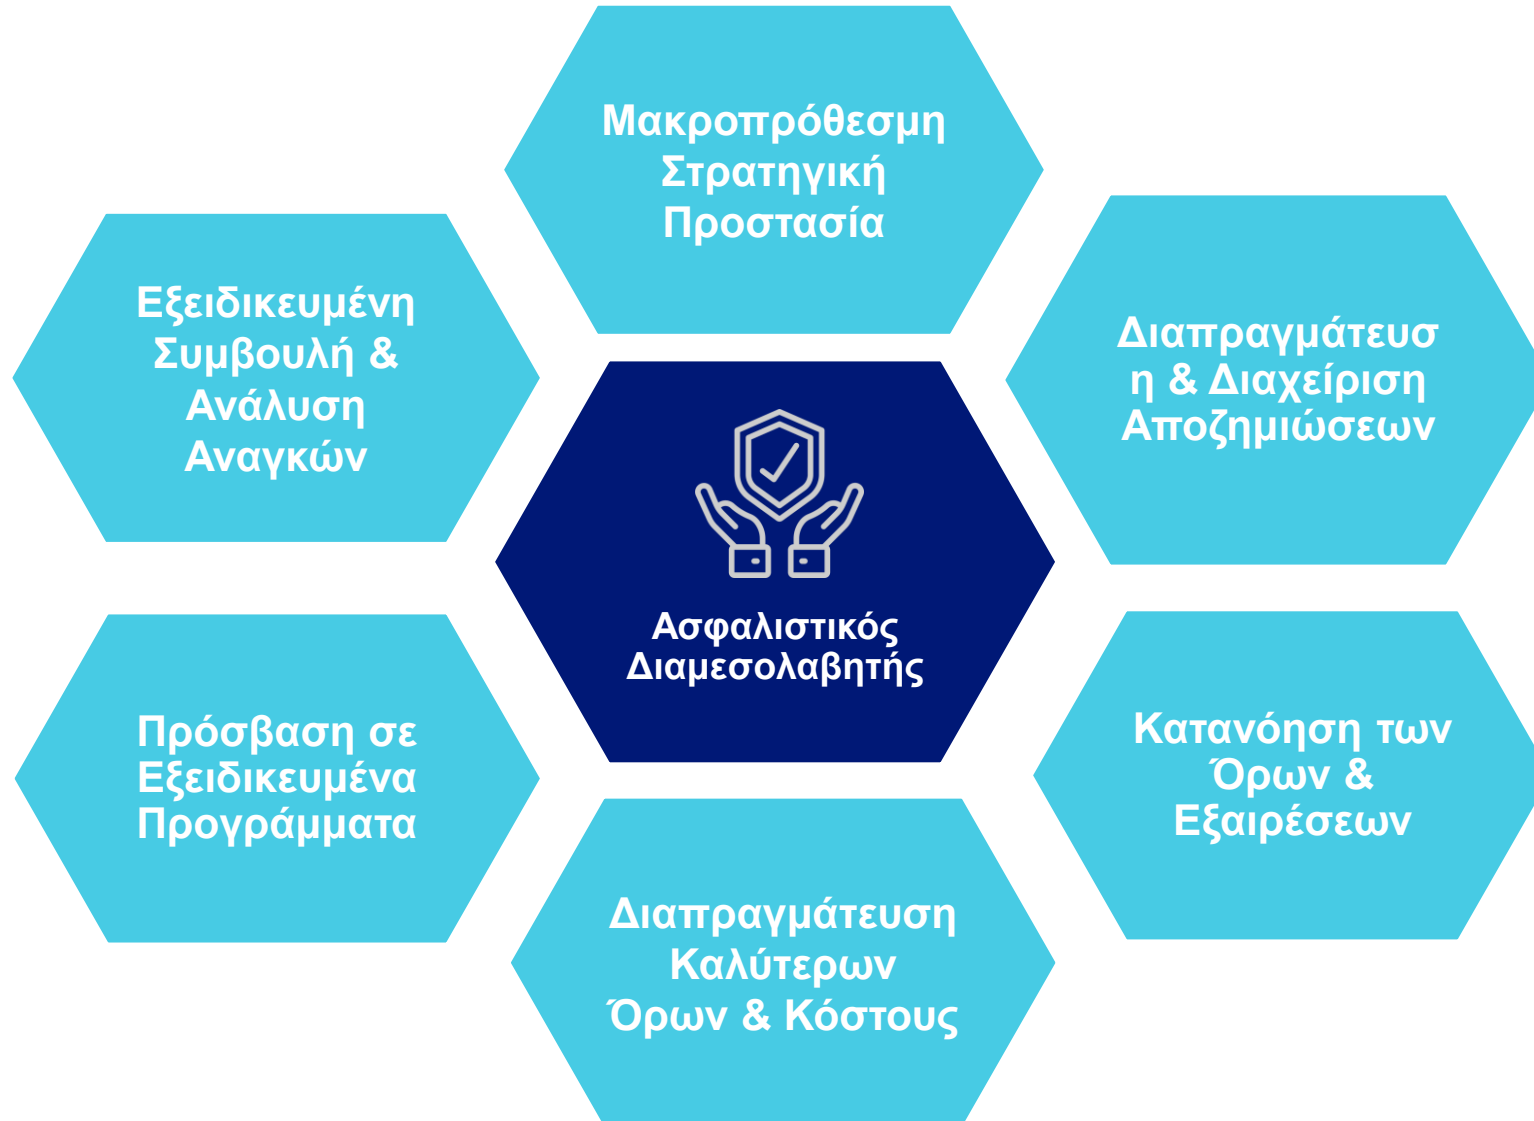 Μακροπρόθεσμη
Στρατηγική
Προστασία
Εξειδικευμένη
Συμβουλή &
Ανάλυση
Αναγκών
Διαπραγμάτευσ
η & Διαχείριση
Αποζημιώσεων
Ασφαλιστικός
Διαμεσολαβητής
Πρόσβαση σε
Εξειδικευμένα
Προγράμματα
Κατανόηση των
Όρων &
Εξαιρέσεων
Διαπραγμάτευση
Καλύτερων
Όρων & Κόστους